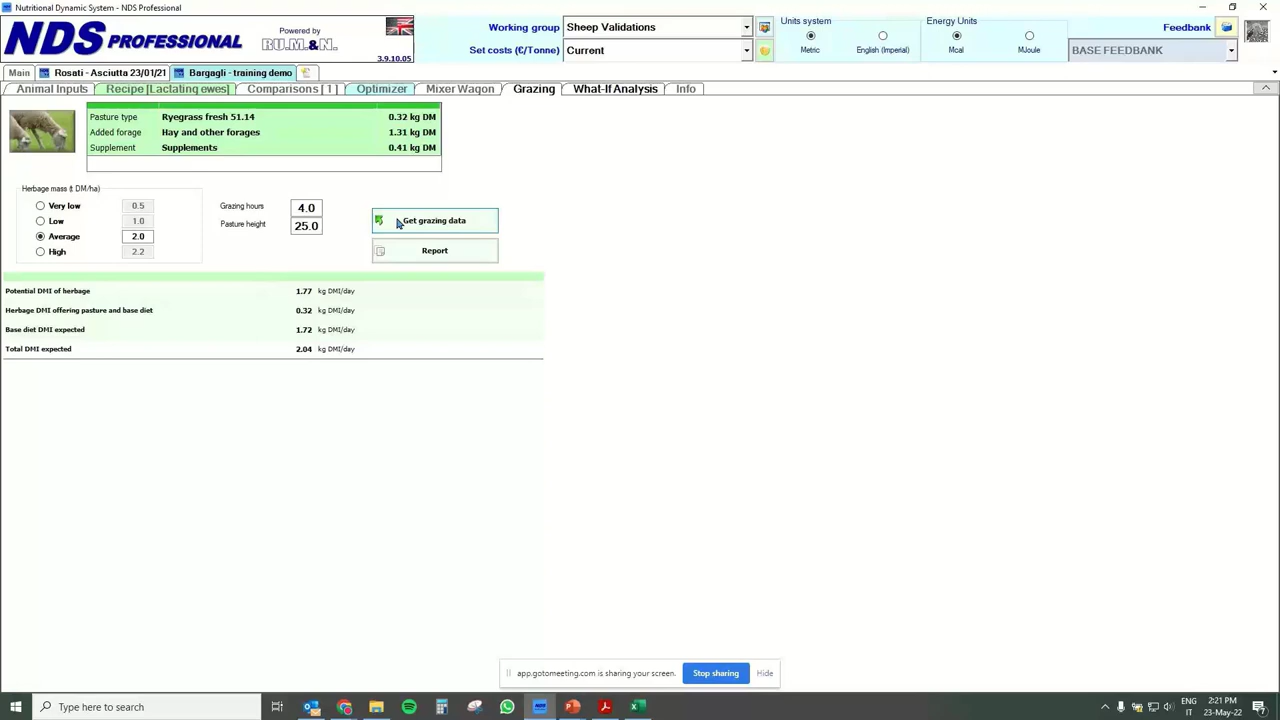 Nutritional Dynamic System - NDS Professional
NDS PROFESSIONAL
Powered by
RU.M.&N.
3.9.10.05
Working group
Sheep Validations
Set costs (€/Tonne)
Current
Units system
Metric
English (Imperial)
Energy Units
Mcal
MJoule
Feedbank
BASE FEEDBANK
Main
Rosati - Asciutta 23/01/21
Bargagli - training demo
Animal Inputs
Recipe [Lactating ewes]
Comparisons [ 1 ]
Optimizer
Mixer Wagon
Grazing
What-If Analysis
Info
Pasture type Ryegrass fresh 51.14 0.32 kg DM
Added forage Hay and other forages 1.31 kg DM
Supplement Supplements 0.41 kg DM
Herbage mass (t DM/ha)
Very low 0.5
Low 1.0
Average 2.0
High 2.2
Grazing hours 4.0
Pasture height 25.0
Get grazing data
Report
Potential DMI of herbage 1.77 kg DMI/day
Herbage DMI offering pasture and base diet 0.32 kg DMI/day
Base diet DMI expected 1.72 kg DMI/day
Total DMI expected 2.04 kg DMI/day
app.gotomeeting.com is sharing your screen.
Stop sharing
Hide
Type here to search
ENG
IT
2:21 PM
23-May-22